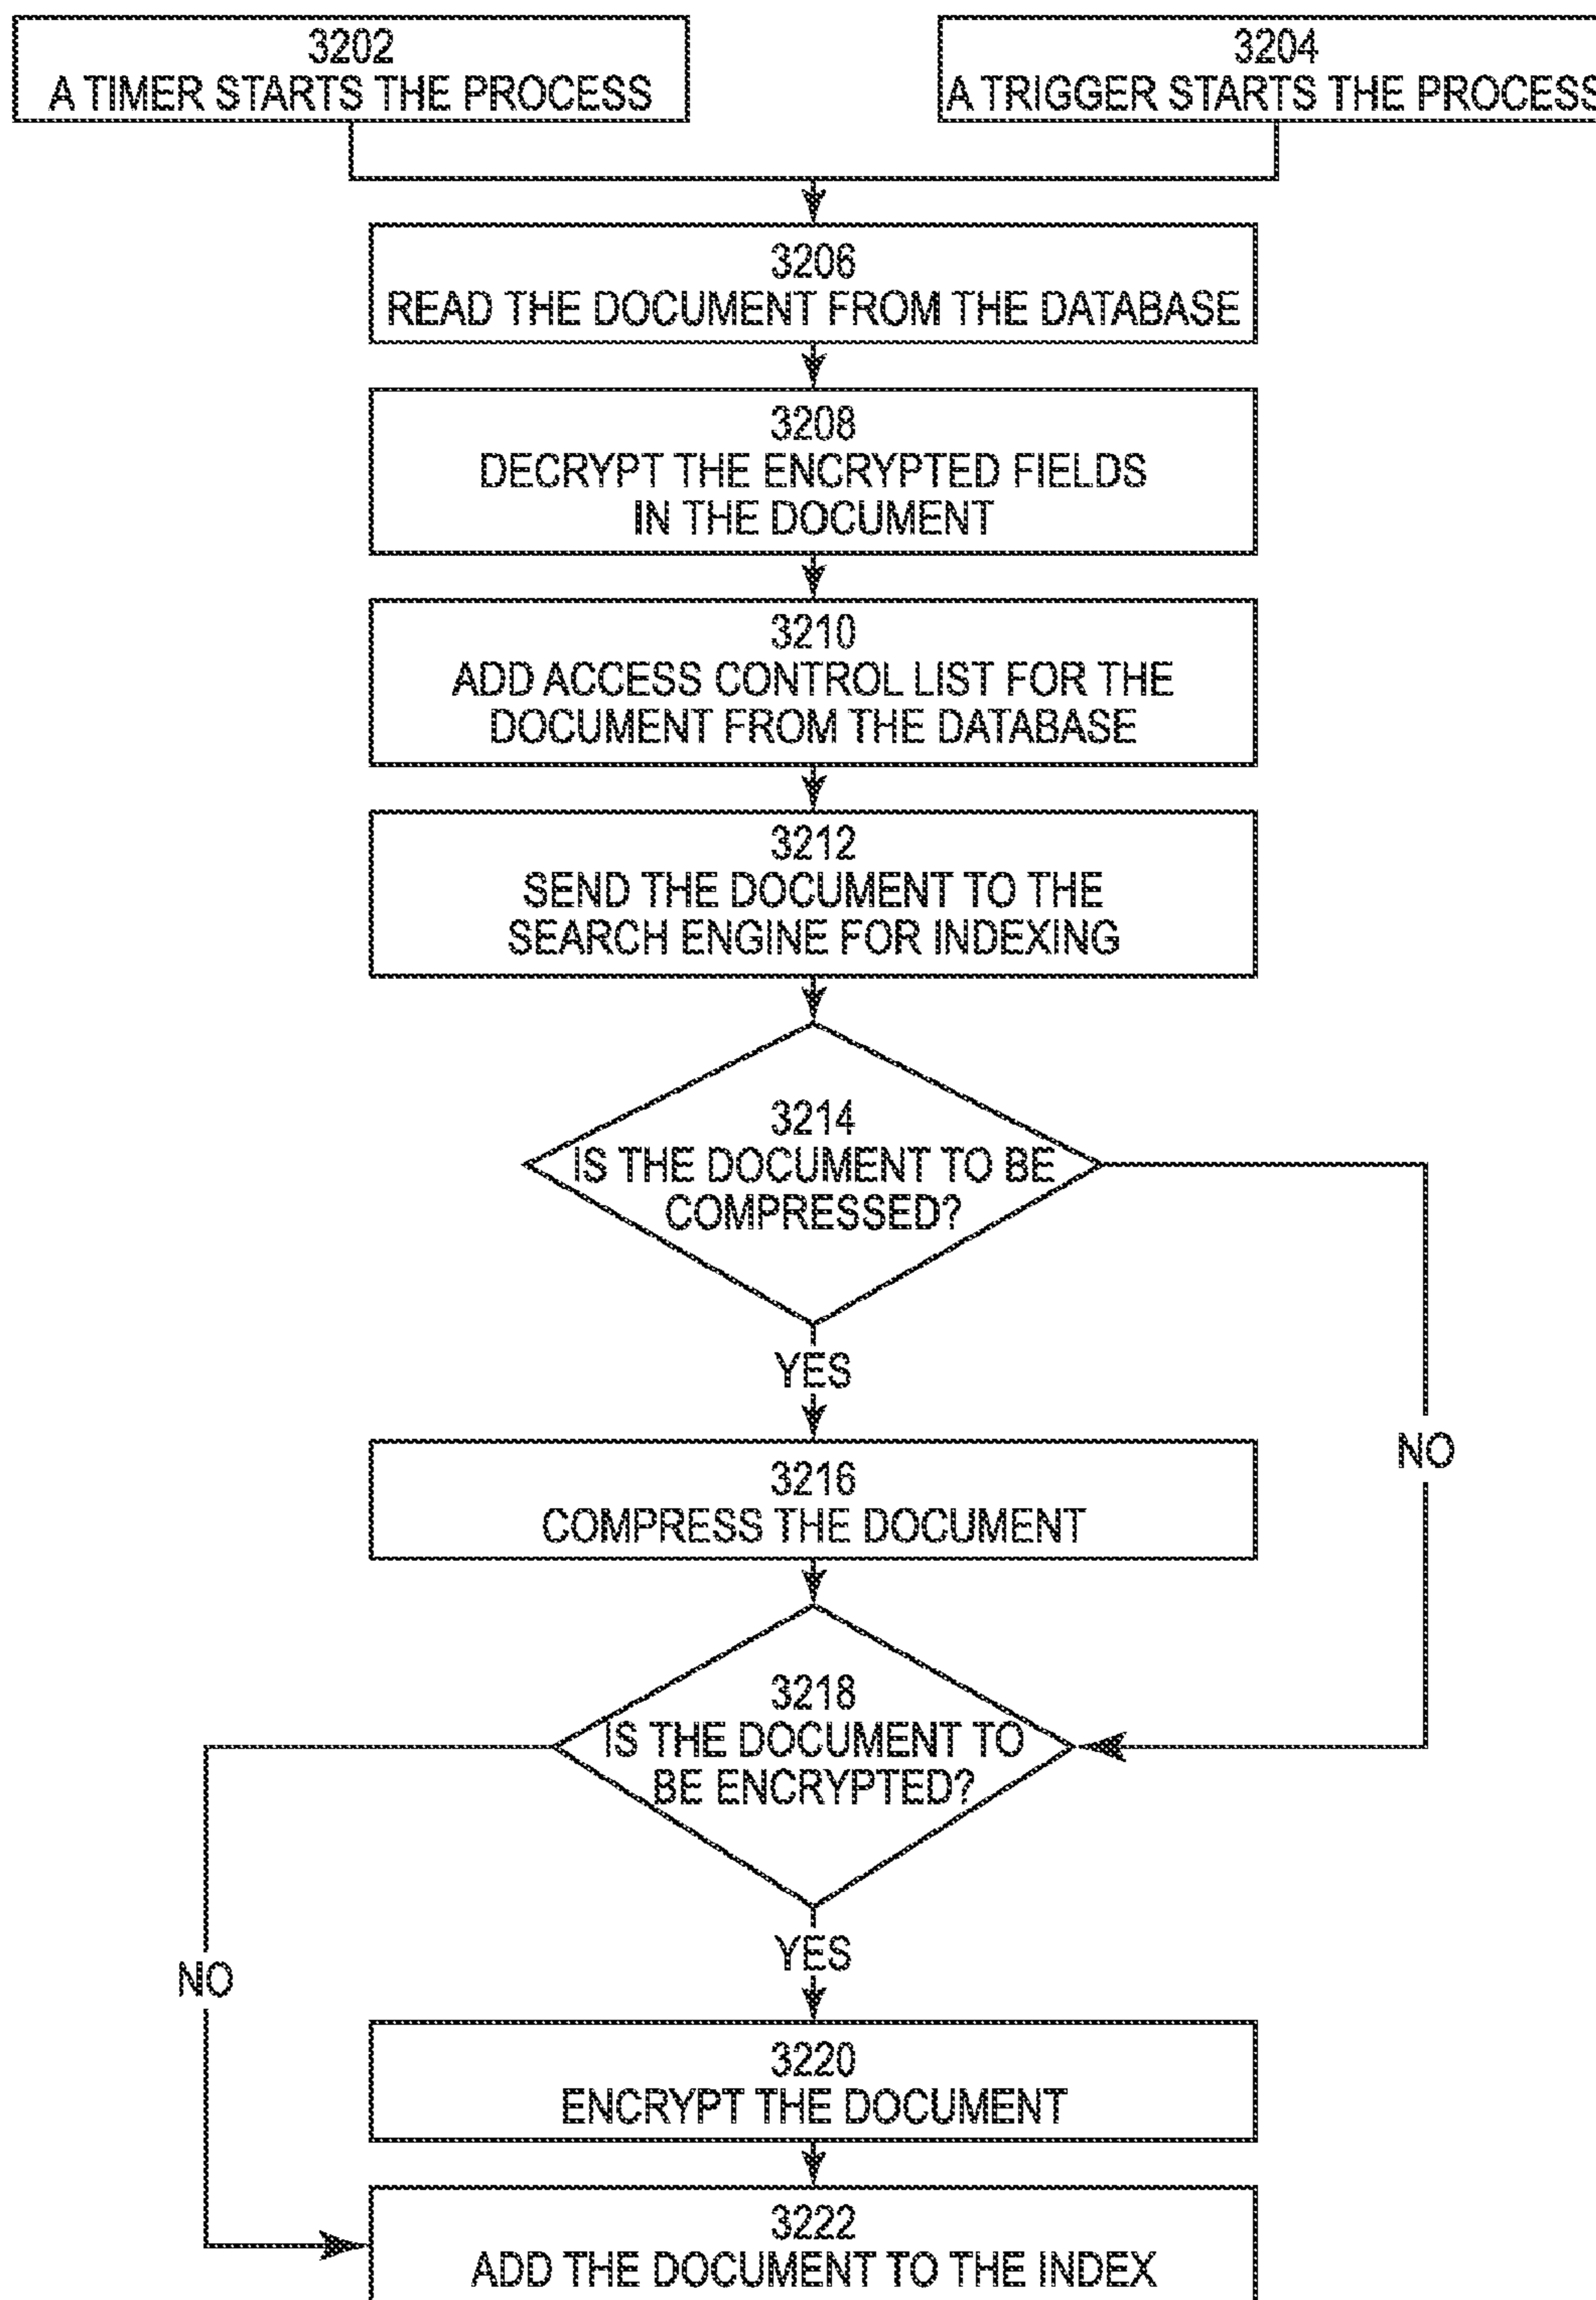 3202
A TIMER STARTS THE PROCESS
3204
A TRIGGER STARTS THE PROCESS
3206
READ THE DOCUMENT FROM THE DATABASE
3208
DECRYPT THE ENCRYPTED FIELDS
IN THE DOCUMENT
3210
ADD ACCESS CONTROL LIST FOR THE
DOCUMENT FROM THE DATABASE
3212
SEND THE DOCUMENT TO THE
SEARCH ENGINE FOR INDEXING
3214
IS THE DOCUMENT TO BE
COMPRESSED?
YES
NO
3216
COMPRESS THE DOCUMENT
3218
IS THE DOCUMENT TO
BE ENCRYPTED?
YES
NO
3220
ENCRYPT THE DOCUMENT
3222
ADD THE DOCUMENT TO THE INDEX